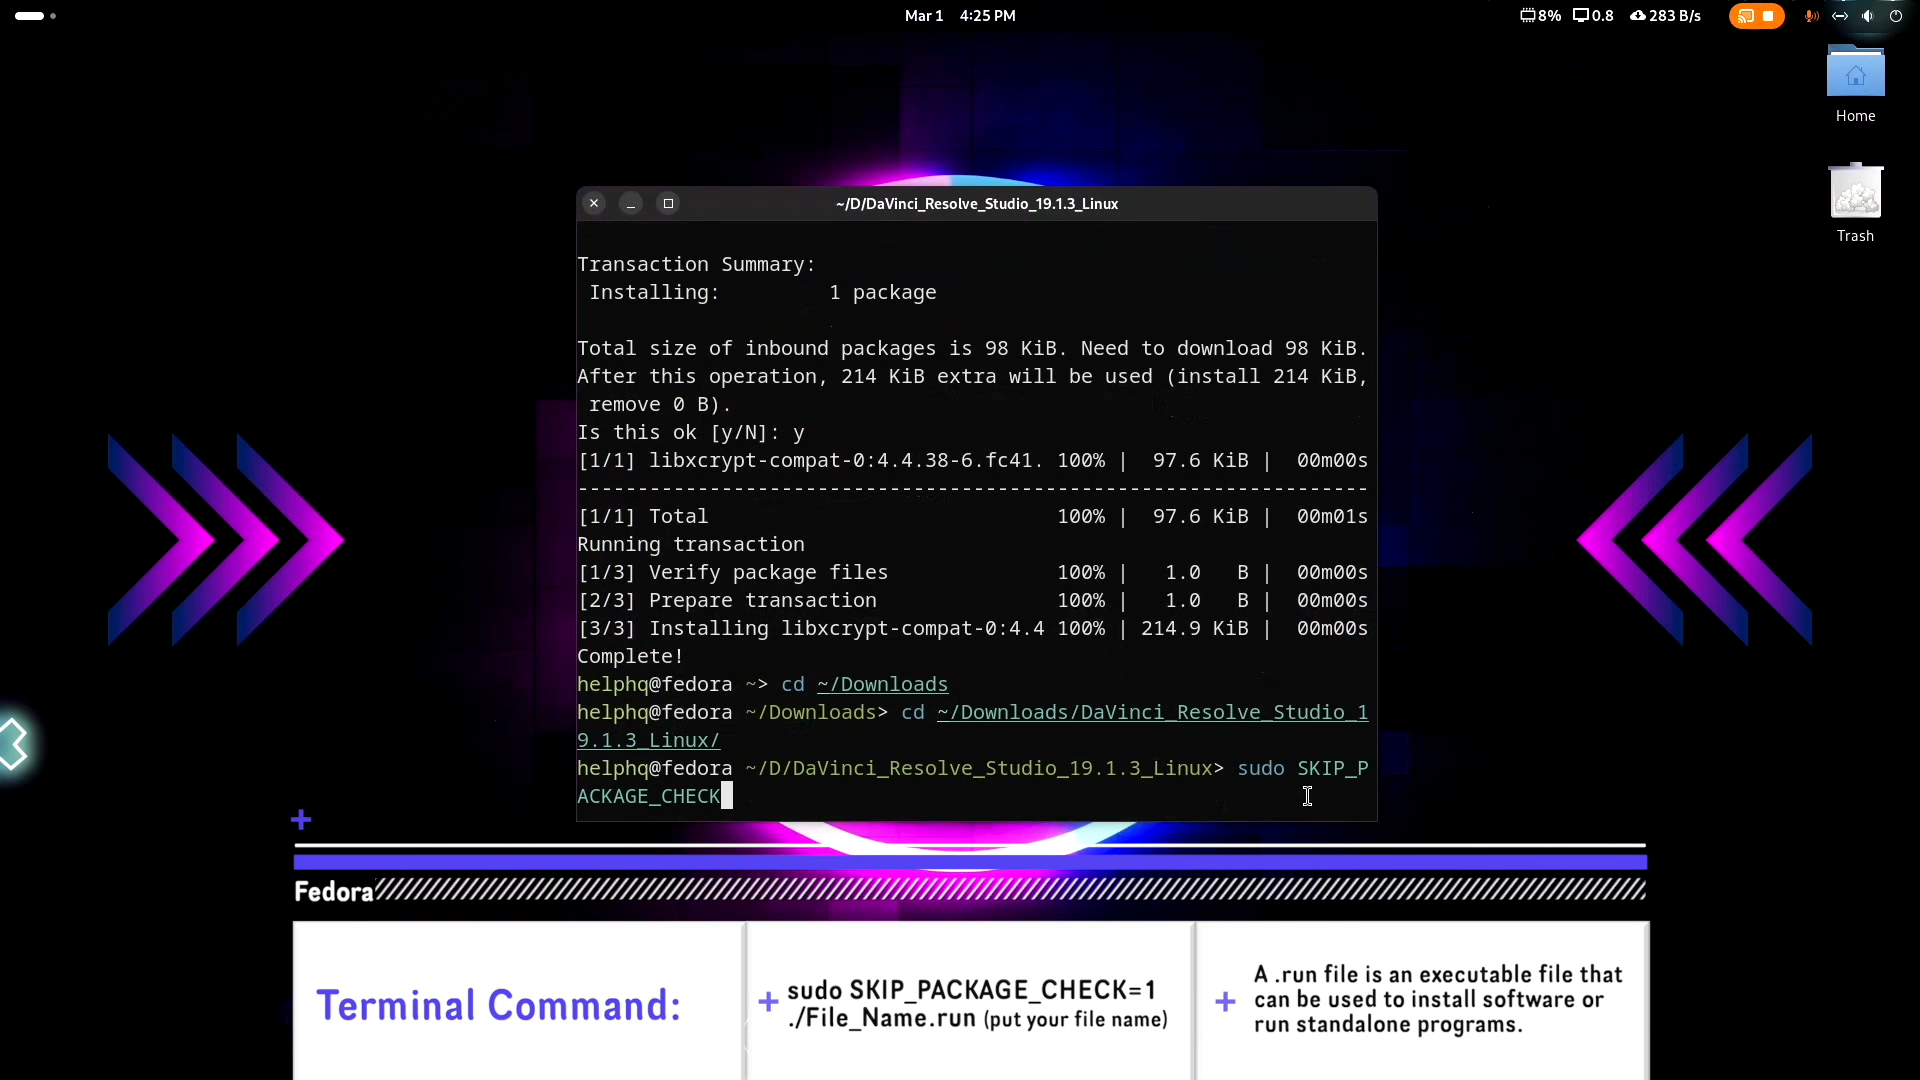 Mar 1 4:25 PM
8% 0.8 283 B/s
Home
Trash
~/D/DaVinci_Resolve_Studio_19.1.3_Linux
Transaction Summary:
Installing: 1 package
Total size of inbound packages is 98 KiB. Need to download 98 KiB.
After this operation, 214 KiB extra will be used (install 214 KiB,
remove 0 B).
Is this ok [y/N]: y
[1/1] libxcrypt-compat-0:4.4.38-6.fc41. 100% | 97.6 KiB | 00m00s
------------------------------------------------------------------
[1/1] Total 100% | 97.6 KiB | 00m01s
Running transaction
[1/3] Verify package files 100% | 1.0 B | 00m00s
[2/3] Prepare transaction 100% | 1.0 B | 00m00s
[3/3] Installing libxcrypt-compat-0:4.4 100% | 214.9 KiB | 00m00s
Complete!
helphq@fedora ~> cd ~/Downloads
helphq@fedora ~/Downloads> cd ~/Downloads/DaVinci_Resolve_Studio_1
9.1.3_Linux/
helphq@fedora ~/D/DaVinci_Resolve_Studio_19.1.3_Linux> sudo SKIP_P
ACKAGE_CHECK
Fedora
Terminal Command:
+ sudo SKIP_PACKAGE_CHECK=1
./File_Name.run (put your file name)
+ A .run file is an executable file that
can be used to install software or
run standalone programs.